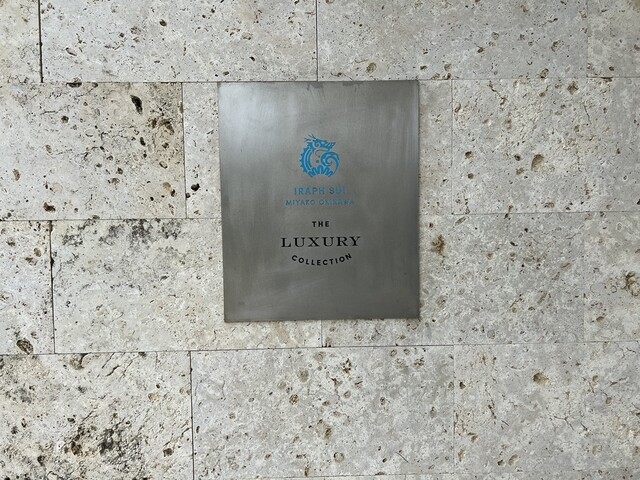 IRAPH SUI
MIYAKO OKINAWA
THE
LUXURY
COLLECTION